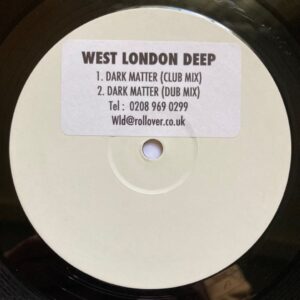 WEST LONDON DEEP
1. DARK MATTER (CLUB MIX)
2. DARK MATTER (DUB MIX)
Tel : 0208 969 0299
Wld@rollover.co.uk